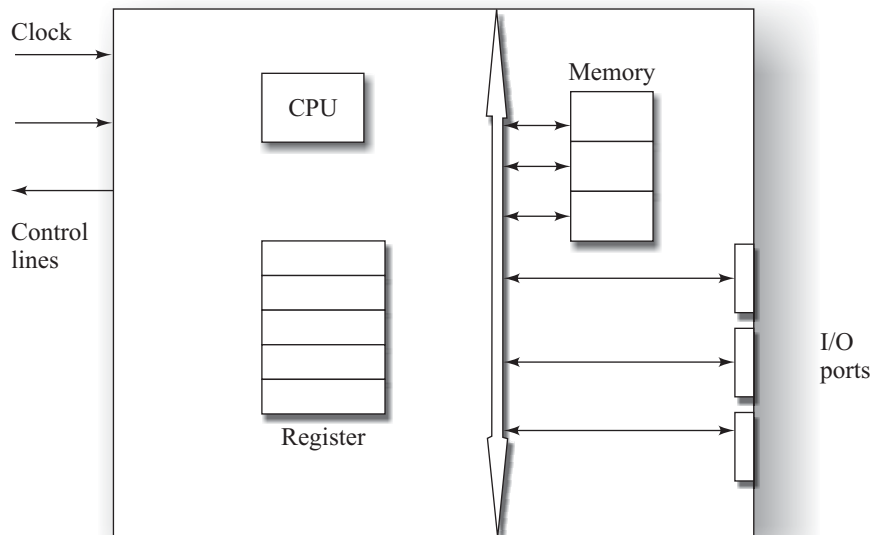 Clock
CPU
Memory
Control
lines
Register
I/O
ports